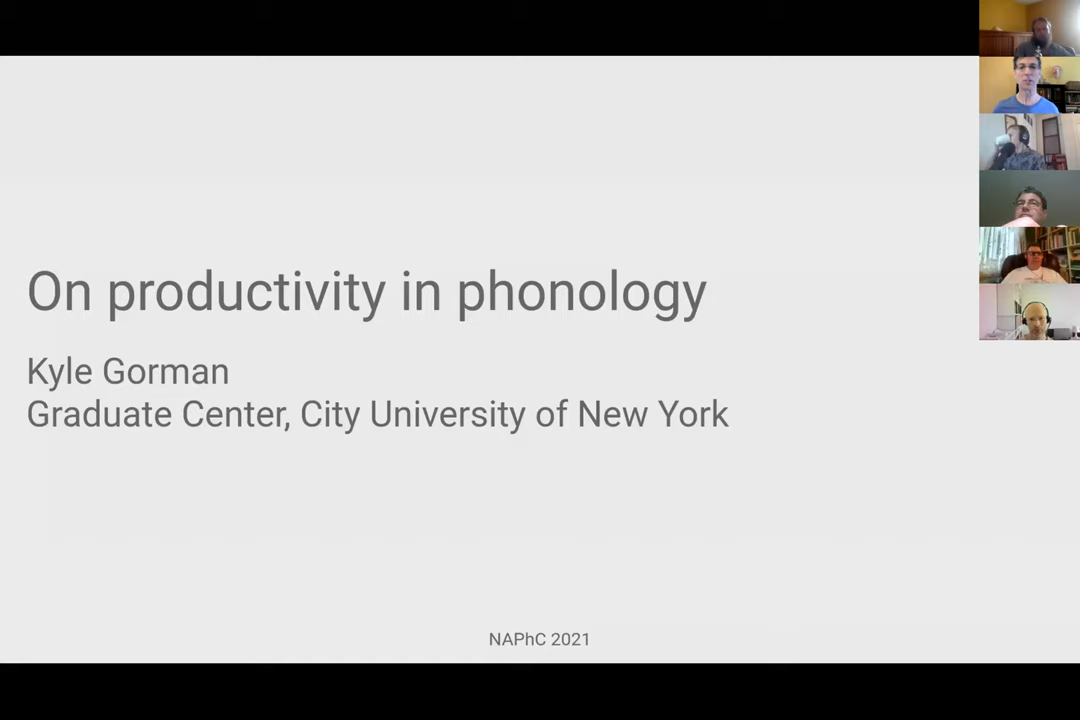 On productivity in phonology
Kyle Gorman
Graduate Center, City University of New York
NAPhC 2021